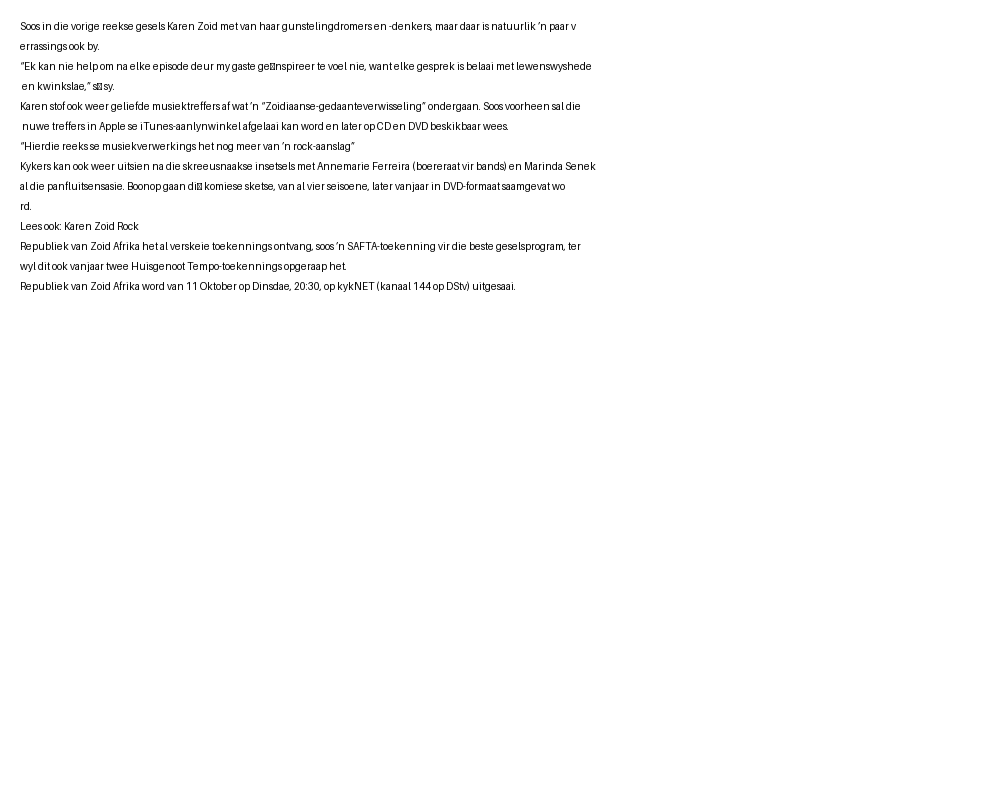 Soos in die vorige reekse gesels Karen Zoid met van haar gunstelingdromers en -denkers, maar daar is natuurlik ’n paar v
errassings ook by.
“Ek kan nie help om na elke episode deur my gaste ge▯nspireer te voel nie, want elke gesprek is belaai met lewenswyshede
en kwinkslae,” s▯ sy.
Karen stof ook weer geliefde musiektreffers af wat ’n “Zoidiaanse-gedaanteverwisseling” ondergaan. Soos voorheen sal die
nuwe treffers in Apple se iTunes-aanlynwinkel afgelaai kan word en later op CD en DVD beskikbaar wees.
“Hierdie reeks se musiekverwerkings het nog meer van ’n rock-aanslag”
Kykers kan ook weer uitsien na die skreeusnaakse insetsels met Annemarie Ferreira (boereraat vir bands) en Marinda Senek
al die panfluitsensasie. Boonop gaan di▯ komiese sketse, van al vier seisoene, later vanjaar in DVD-formaat saamgevat wo
rd.
Lees ook: Karen Zoid Rock
Republiek van Zoid Afrika het al verskeie toekennings ontvang, soos ’n SAFTA-toekenning vir die beste geselsprogram, ter
wyl dit ook vanjaar twee Huisgenoot Tempo-toekennings opgeraap het.
Republiek van Zoid Afrika word van 11 Oktober op Dinsdae, 20:30, op kykNET (kanaal 144 op DStv) uitgesaai.